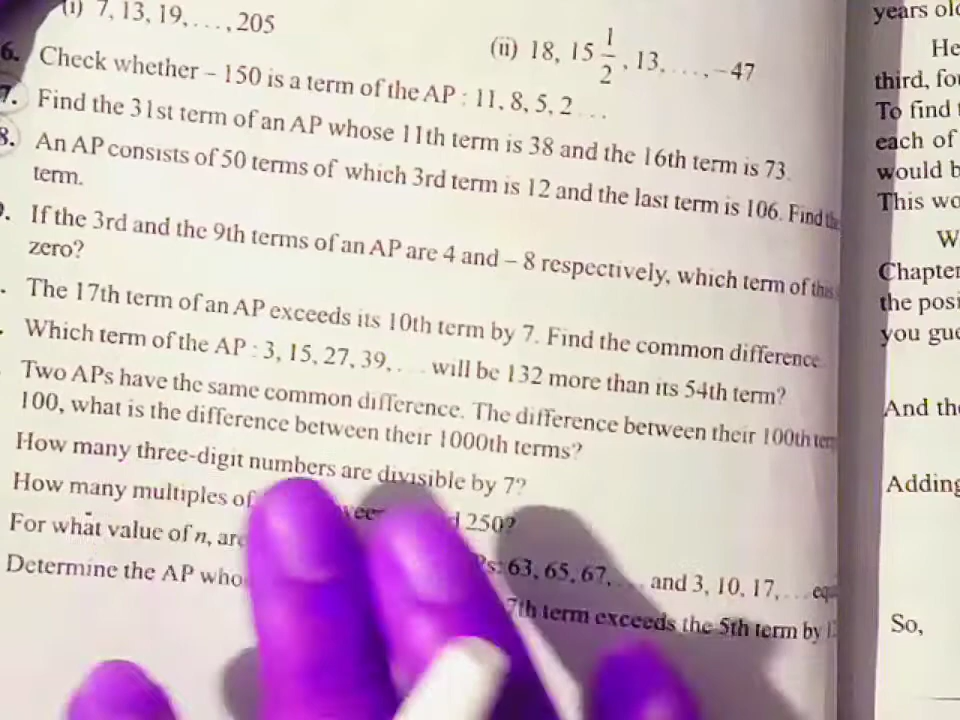 (i) 7, 13, 19, . . . , 205
(ii) 18, 15 1/2, 13, . . . , – 47
6. Check whether – 150 is a term of the AP : 11, 8, 5, 2 . . .
7. Find the 31st term of an AP whose 11th term is 38 and the 16th term is 73.
8. An AP consists of 50 terms of which 3rd term is 12 and the last term is 106. Find the
term.
. If the 3rd and the 9th terms of an AP are 4 and – 8 respectively, which term of this
zero?
. The 17th term of an AP exceeds its 10th term by 7. Find the common difference.
. Which term of the AP : 3, 15, 27, 39, . . . will be 132 more than its 54th term?
Two APs have the same common difference. The difference between their 100th
100, what is the difference between their 1000th terms?
How many three-digit numbers are divisible by 7?
How many multiples of 250?
For what value of n, are 63, 65, 67, . . . and 3, 10, 17, . . .
Determine the AP 7th term exceeds the 5th term by
years
He
third,
To find
each of
would
This
W
Chapter
the
you
And
Adding
So,